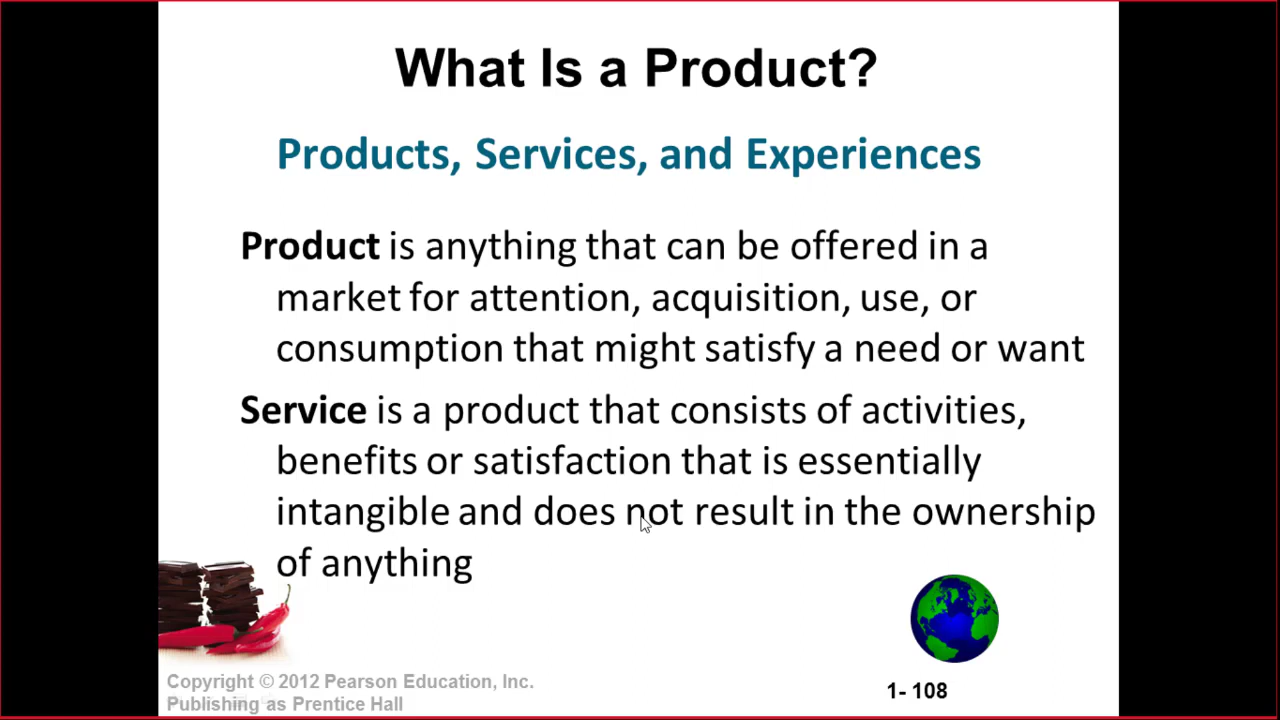 What Is a Product?
Products, Services, and Experiences
Product is anything that can be offered in a
market for attention, acquisition, use, or
consumption that might satisfy a need or want
Service is a product that consists of activities,
benefits or satisfaction that is essentially
intangible and does not result in the ownership
of anything
Copyright © 2012 Pearson Education, Inc.
Publishing as Prentice Hall
1- 108